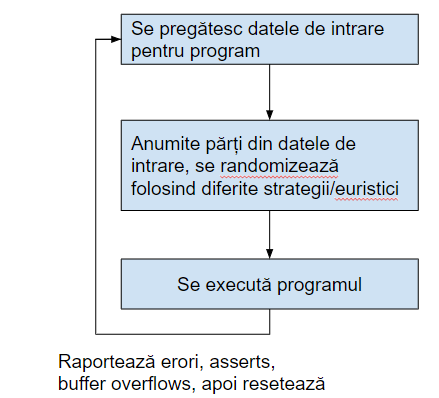 Se pregătesc datele de intrare
pentru program
Anumite părți din datele de
intrare, se randomizează
folosind diferite strategii/euristici
Se execută programul
Raportează erori, asserts,
buffer overflows, apoi resetează